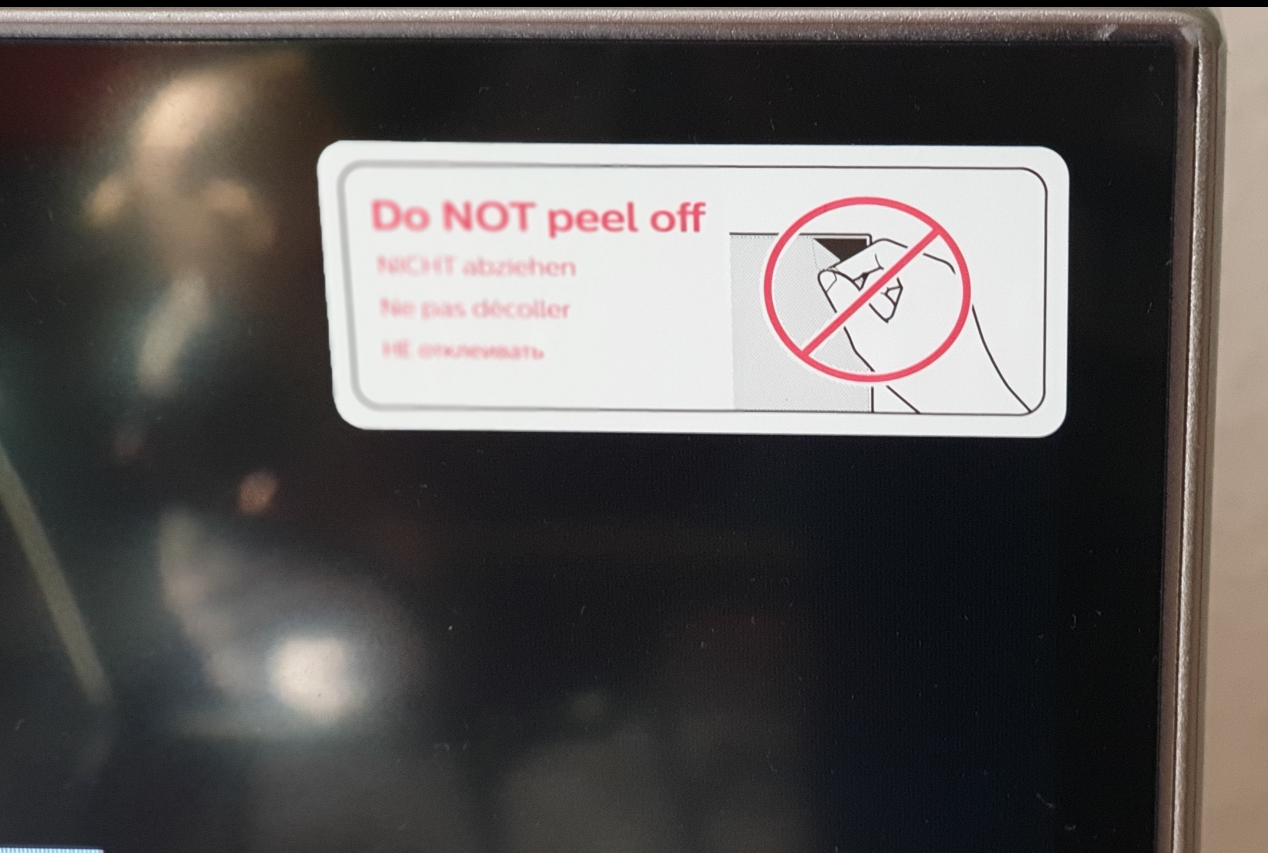 Do NOT peel off
NICHT abziehen
Ne pas décoller
НЕ отклеивать